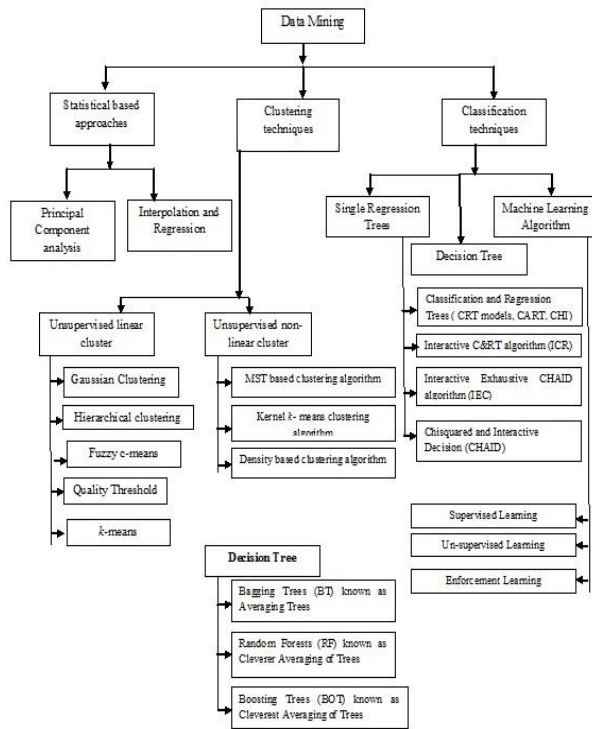 Data Mining
Statistical based
approaches
Clustering
techniques
Classification
techniques
Principal
Component
analysis
Interpolation and
Regression
Single Regression
Trees
Machine Learning
Algorithm
Decision Tree
Unsupervised linear
cluster
Unsupervised non-
linear cluster
Gaussian Clustering
Hierarchical clustering
Fuzzy c-means
Quality Threshold
k-means
MST based clustering algorithm
Kernel k- means clustering
algorithm
Density based clustering algorithm
Classification and Regression
Trees ( CRT models, CART, CHI)
Interactive C&RT algorithm (ICR)
Interactive Exhaustive CHAID
algorithm (IEC)
Chisquared and Interactive
Decision (CHAID)
Supervised Learning
Un-supervised Learning
Enforcement Learning
Decision Tree
Bagging Trees (BT) known as
Averaging Trees
Random Forests (RF) known as
Cleverer Averaging of Trees
Boosting Trees (BOT) known as
Cleverest Averaging of Trees